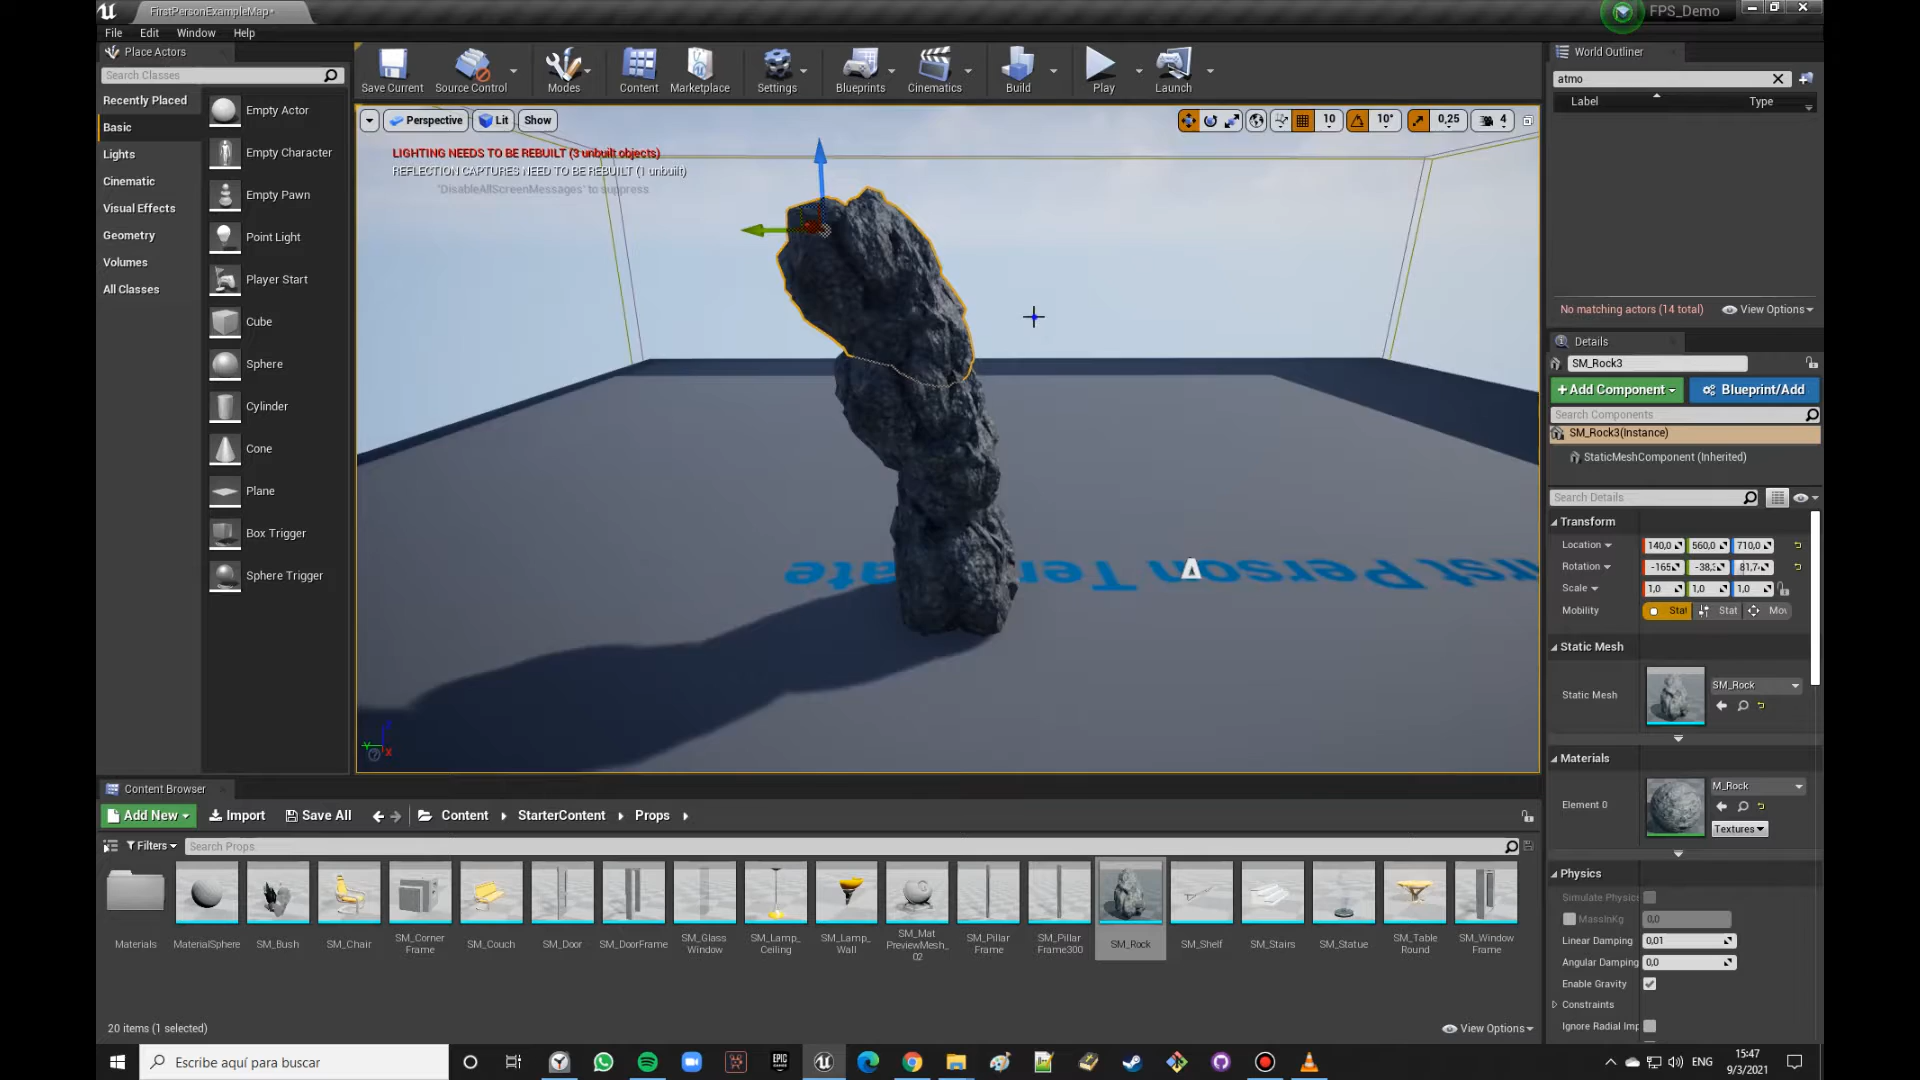 FirstPersonExampleMap*
FPS_Demo
File Edit Window Help
Place Actors
Search Classes
Recently Placed
Basic
Lights
Cinematic
Visual Effects
Geometry
Volumes
All Classes
Empty Actor
Empty Character
Empty Pawn
Point Light
Player Start
Cube
Sphere
Cylinder
Cone
Plane
Box Trigger
Sphere Trigger
Save Current
Source Control
Modes
Content
Marketplace
Settings
Blueprints
Cinematics
Build
Play
Launch
Perspective Lit Show
10 10° 0,25 4
LIGHTING NEEDS TO BE REBUILT (3 unbuilt objects)
REFLECTION CAPTURES NEED TO BE REBUILT (1 unbuilt)
'DisableAllScreenMessages' to suppress
World Outliner
atmo
Label Type
No matching actors (14 total) View Options
Details
SM_Rock3
+ Add Component Blueprint/Add
Search Components
SM_Rock3(Instance)
StaticMeshComponent (Inherited)
Search Details
Transform
Location 140,0 560,0 710,0
Rotation -165 -38, 81,7
Scale 1,0 1,0 1,0
Mobility Stat Stat Mov
Static Mesh
Static Mesh SM_Rock
Materials
Element 0 M_Rock
Textures
Physics
Simulate Physics
MassInKg 0,0
Linear Damping 0,01
Angular Damping 0,0
Enable Gravity
Constraints
Ignore Radial Imp
Content Browser
Add New Import Save All Content StarterContent Props
Filters Search Props
Materials
MaterialSphere
SM_Bush
SM_Chair
SM_Corner
Frame
SM_Couch
SM_Door
SM_DoorFrame
SM_Glass
Window
SM_Lamp_
Ceiling
SM_Lamp_
Wall
SM_Mat
PreviewMesh_
02
SM_Pillar
Frame
SM_Pillar
Frame300
SM_Rock
SM_Shelf
SM_Stairs
SM_Statue
SM_Table
Round
SM_Window
Frame
20 items (1 selected) View Options
Escribe aquí para buscar
EPIC
GAMES
ENG
15:47
9/3/2021